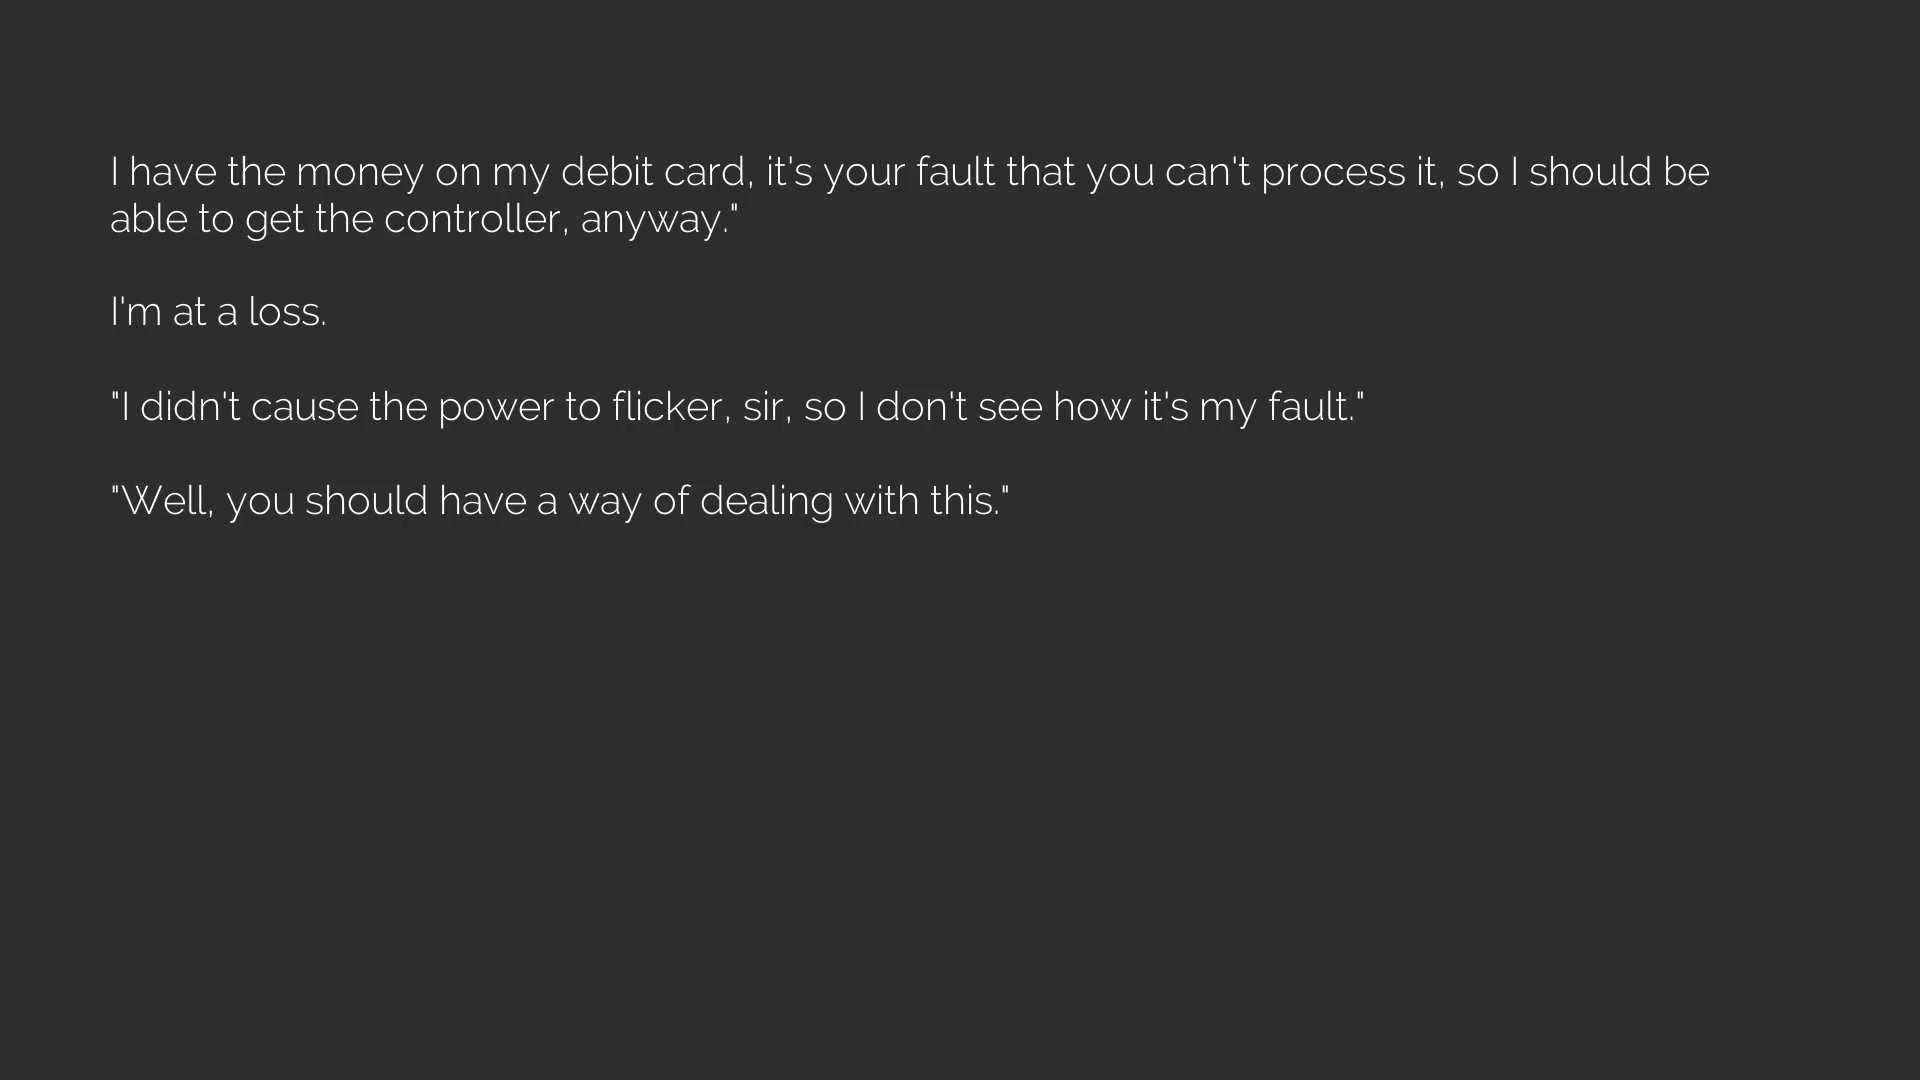 I have the money on my debit card, it's your fault that you can't process it, so I should be
able to get the controller, anyway."
I'm at a loss.
"I didn't cause the power to flicker, sir, so I don't see how it's my fault."
"Well, you should have a way of dealing with this."